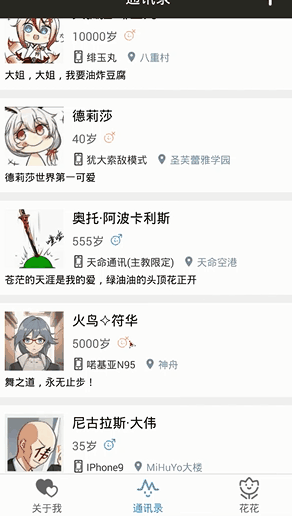 通讯录
10000岁
绯玉丸 八重村
大姐，大姐，我要油炸豆腐
德莉莎
40岁
犹大索敌模式 圣芙蕾雅学园
德莉莎世界第一可爱
奥托·阿波卡利斯
555岁
天命通讯(主教限定) 天命空港
苍茫的天涯是我的爱，绿油油的头顶花正开
火鸟✧符华
5000岁
喏基亚N95 神舟
舞之道，永无止步！
尼古拉斯·大伟
35岁
IPhone9 MiHuYo大楼
关于我 通讯录 花花